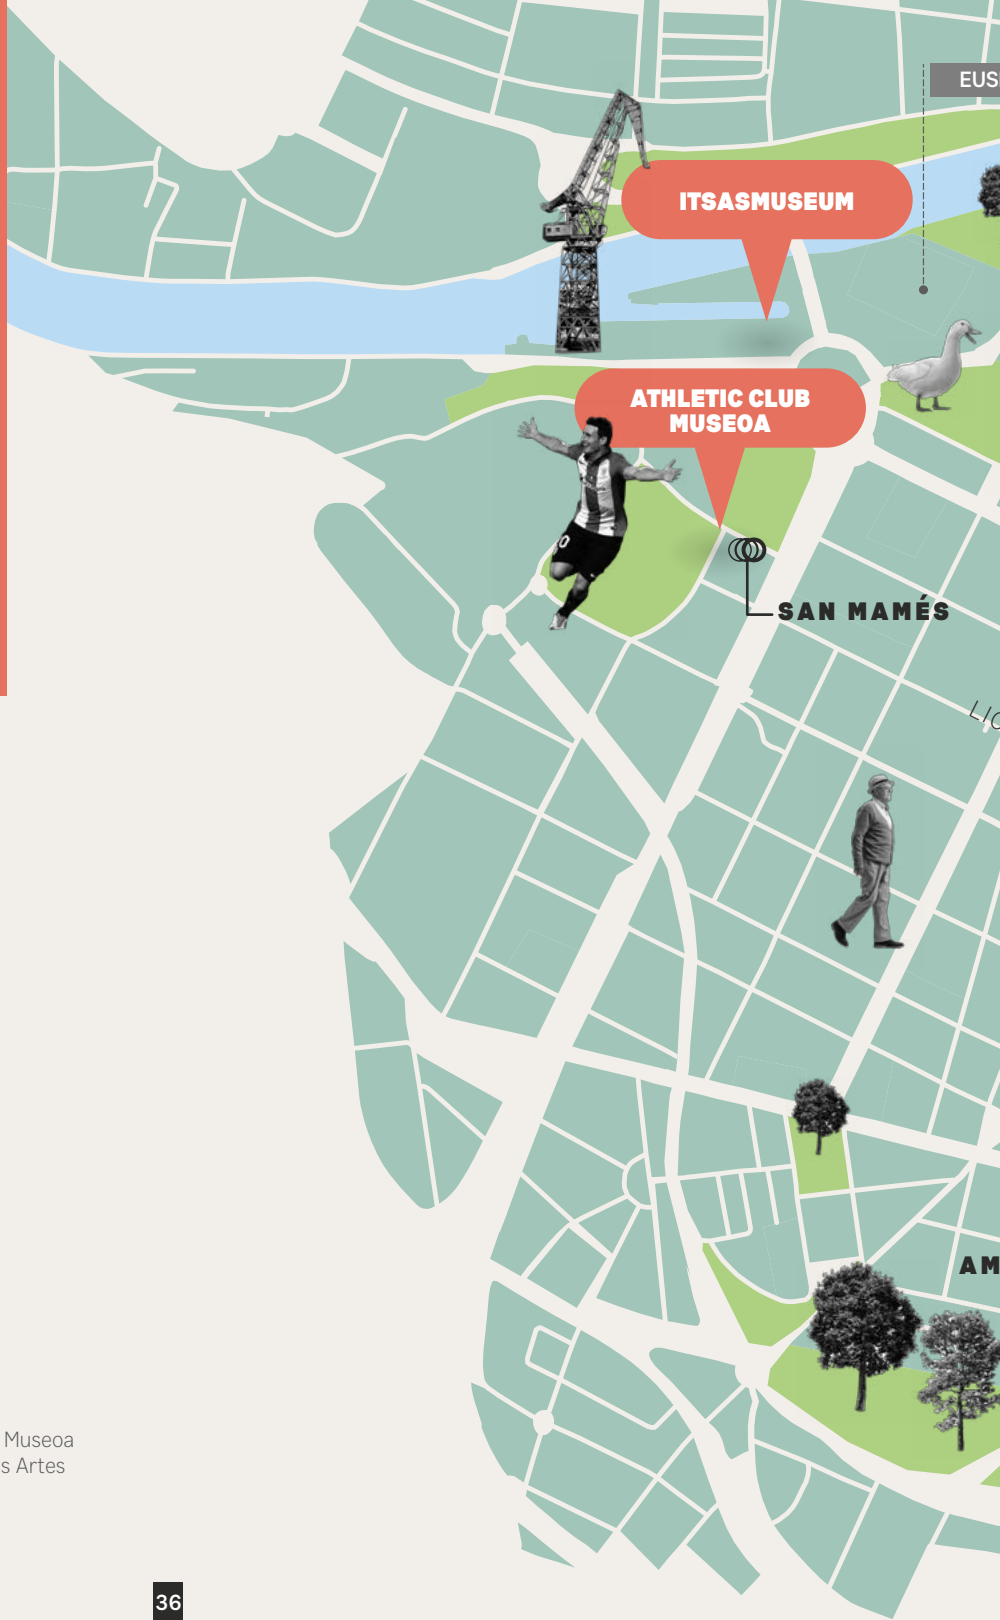 EUS
ITSASMUSEUM
ATHLETIC CLUB
MUSEOA
SAN MAMÉS
AM
Museoa
s Artes
36